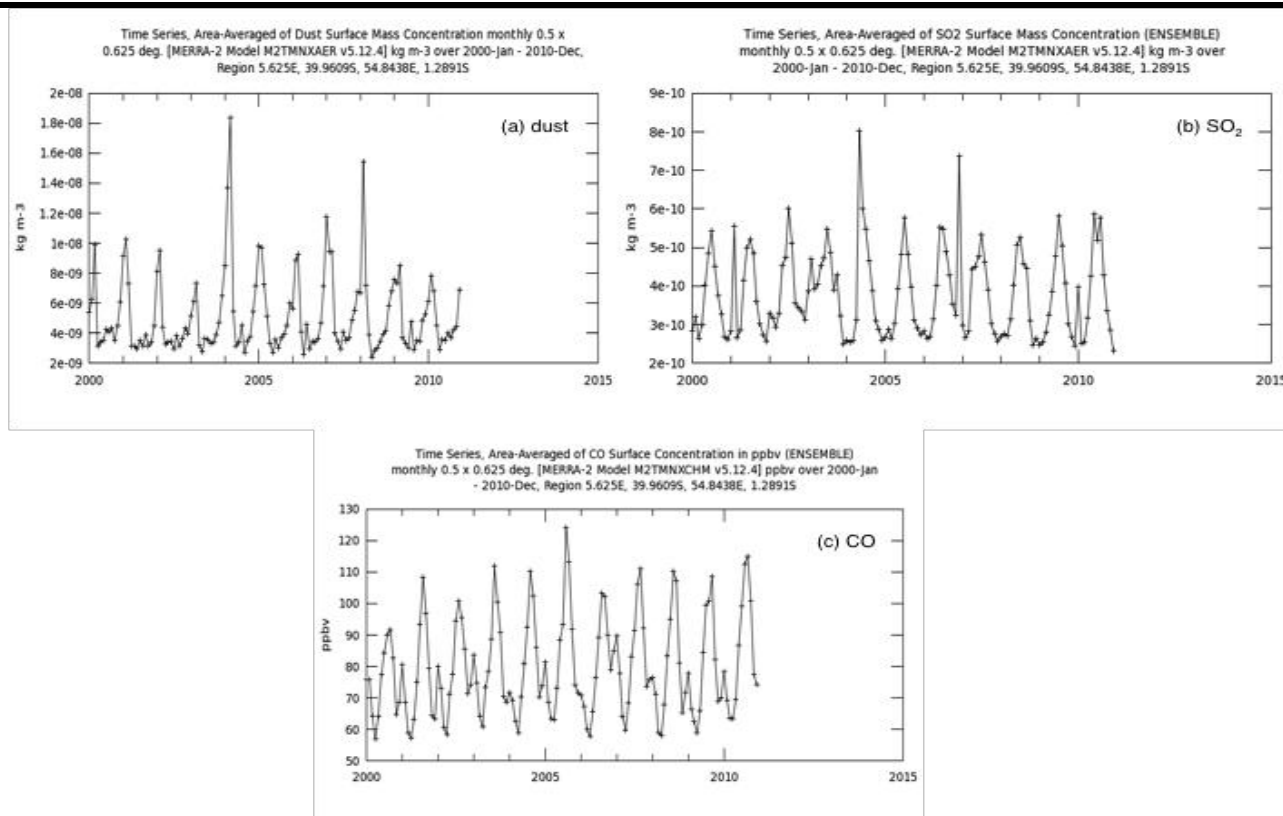 Time Series, Area-Averaged of Dust Surface Mass Concentration monthly 0.5 x
0.625 deg. [MERRA-2 Model M2TMNXAER v5.12.4] kg m-3 over 2000-Jan - 2010-Dec,
Region 5.625E, 39.9609S, 54.8438E, 1.2891S
2e-08
1.8e-08
1.6e-08
1.4e-08
1.2e-08
1e-08
8e-09
6e-09
4e-09
2e-09
kg m-3
(a) dust
2000
2005
2010
2015
Time Series, Area-Averaged of SO2 Surface Mass Concentration (ENSEMBLE)
monthly 0.5 x 0.625 deg. [MERRA-2 Model M2TMNXAER v5.12.4] kg m-3 over
2000-Jan - 2010-Dec, Region 5.625E, 39.9609S, 54.8438E, 1.2891S
9e-10
8e-10
7e-10
6e-10
5e-10
4e-10
3e-10
2e-10
kg m-3
(b) SO₂
2000
2005
2010
2015
Time Series, Area-Averaged of CO Surface Concentration in ppbv (ENSEMBLE)
monthly 0.5 x 0.625 deg. [MERRA-2 Model M2TMNXCHM v5.12.4] ppbv over 2000-Jan
- 2010-Dec, Region 5.625E, 39.9609S, 54.8438E, 1.2891S
130
120
110
100
90
80
70
60
50
ppbv
(c) CO
2000
2005
2010
2015